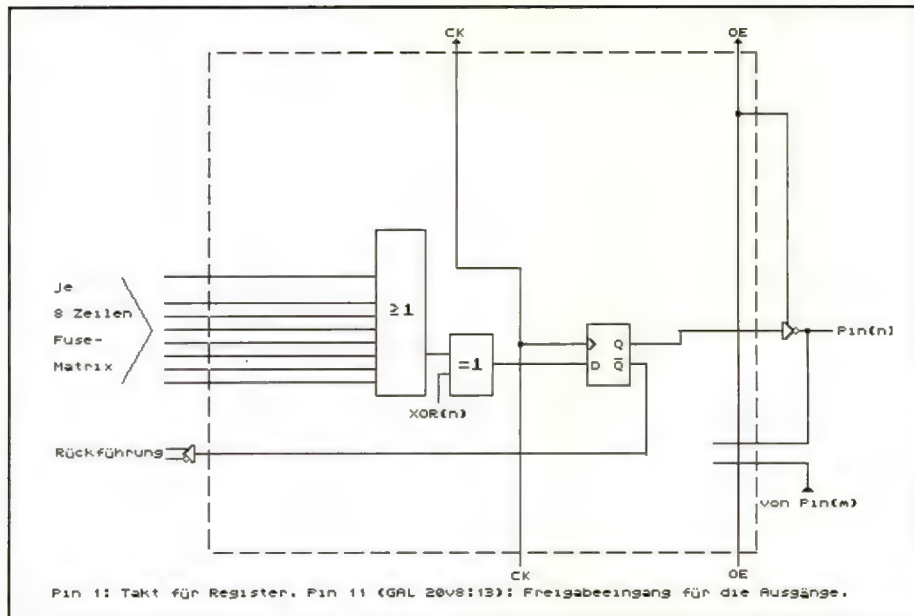 CK
OE
Je
8 Zeilen
Fuse-
Matrix
≥1
=1
XOR(n)
D
Q
Q̅
Pin(n)
Rückführung
von Pin(m)
CK
OE
Pin 1: Takt für Register. Pin 11 (GAL 20v8:13): Freigabeeingang für die Ausgänge.